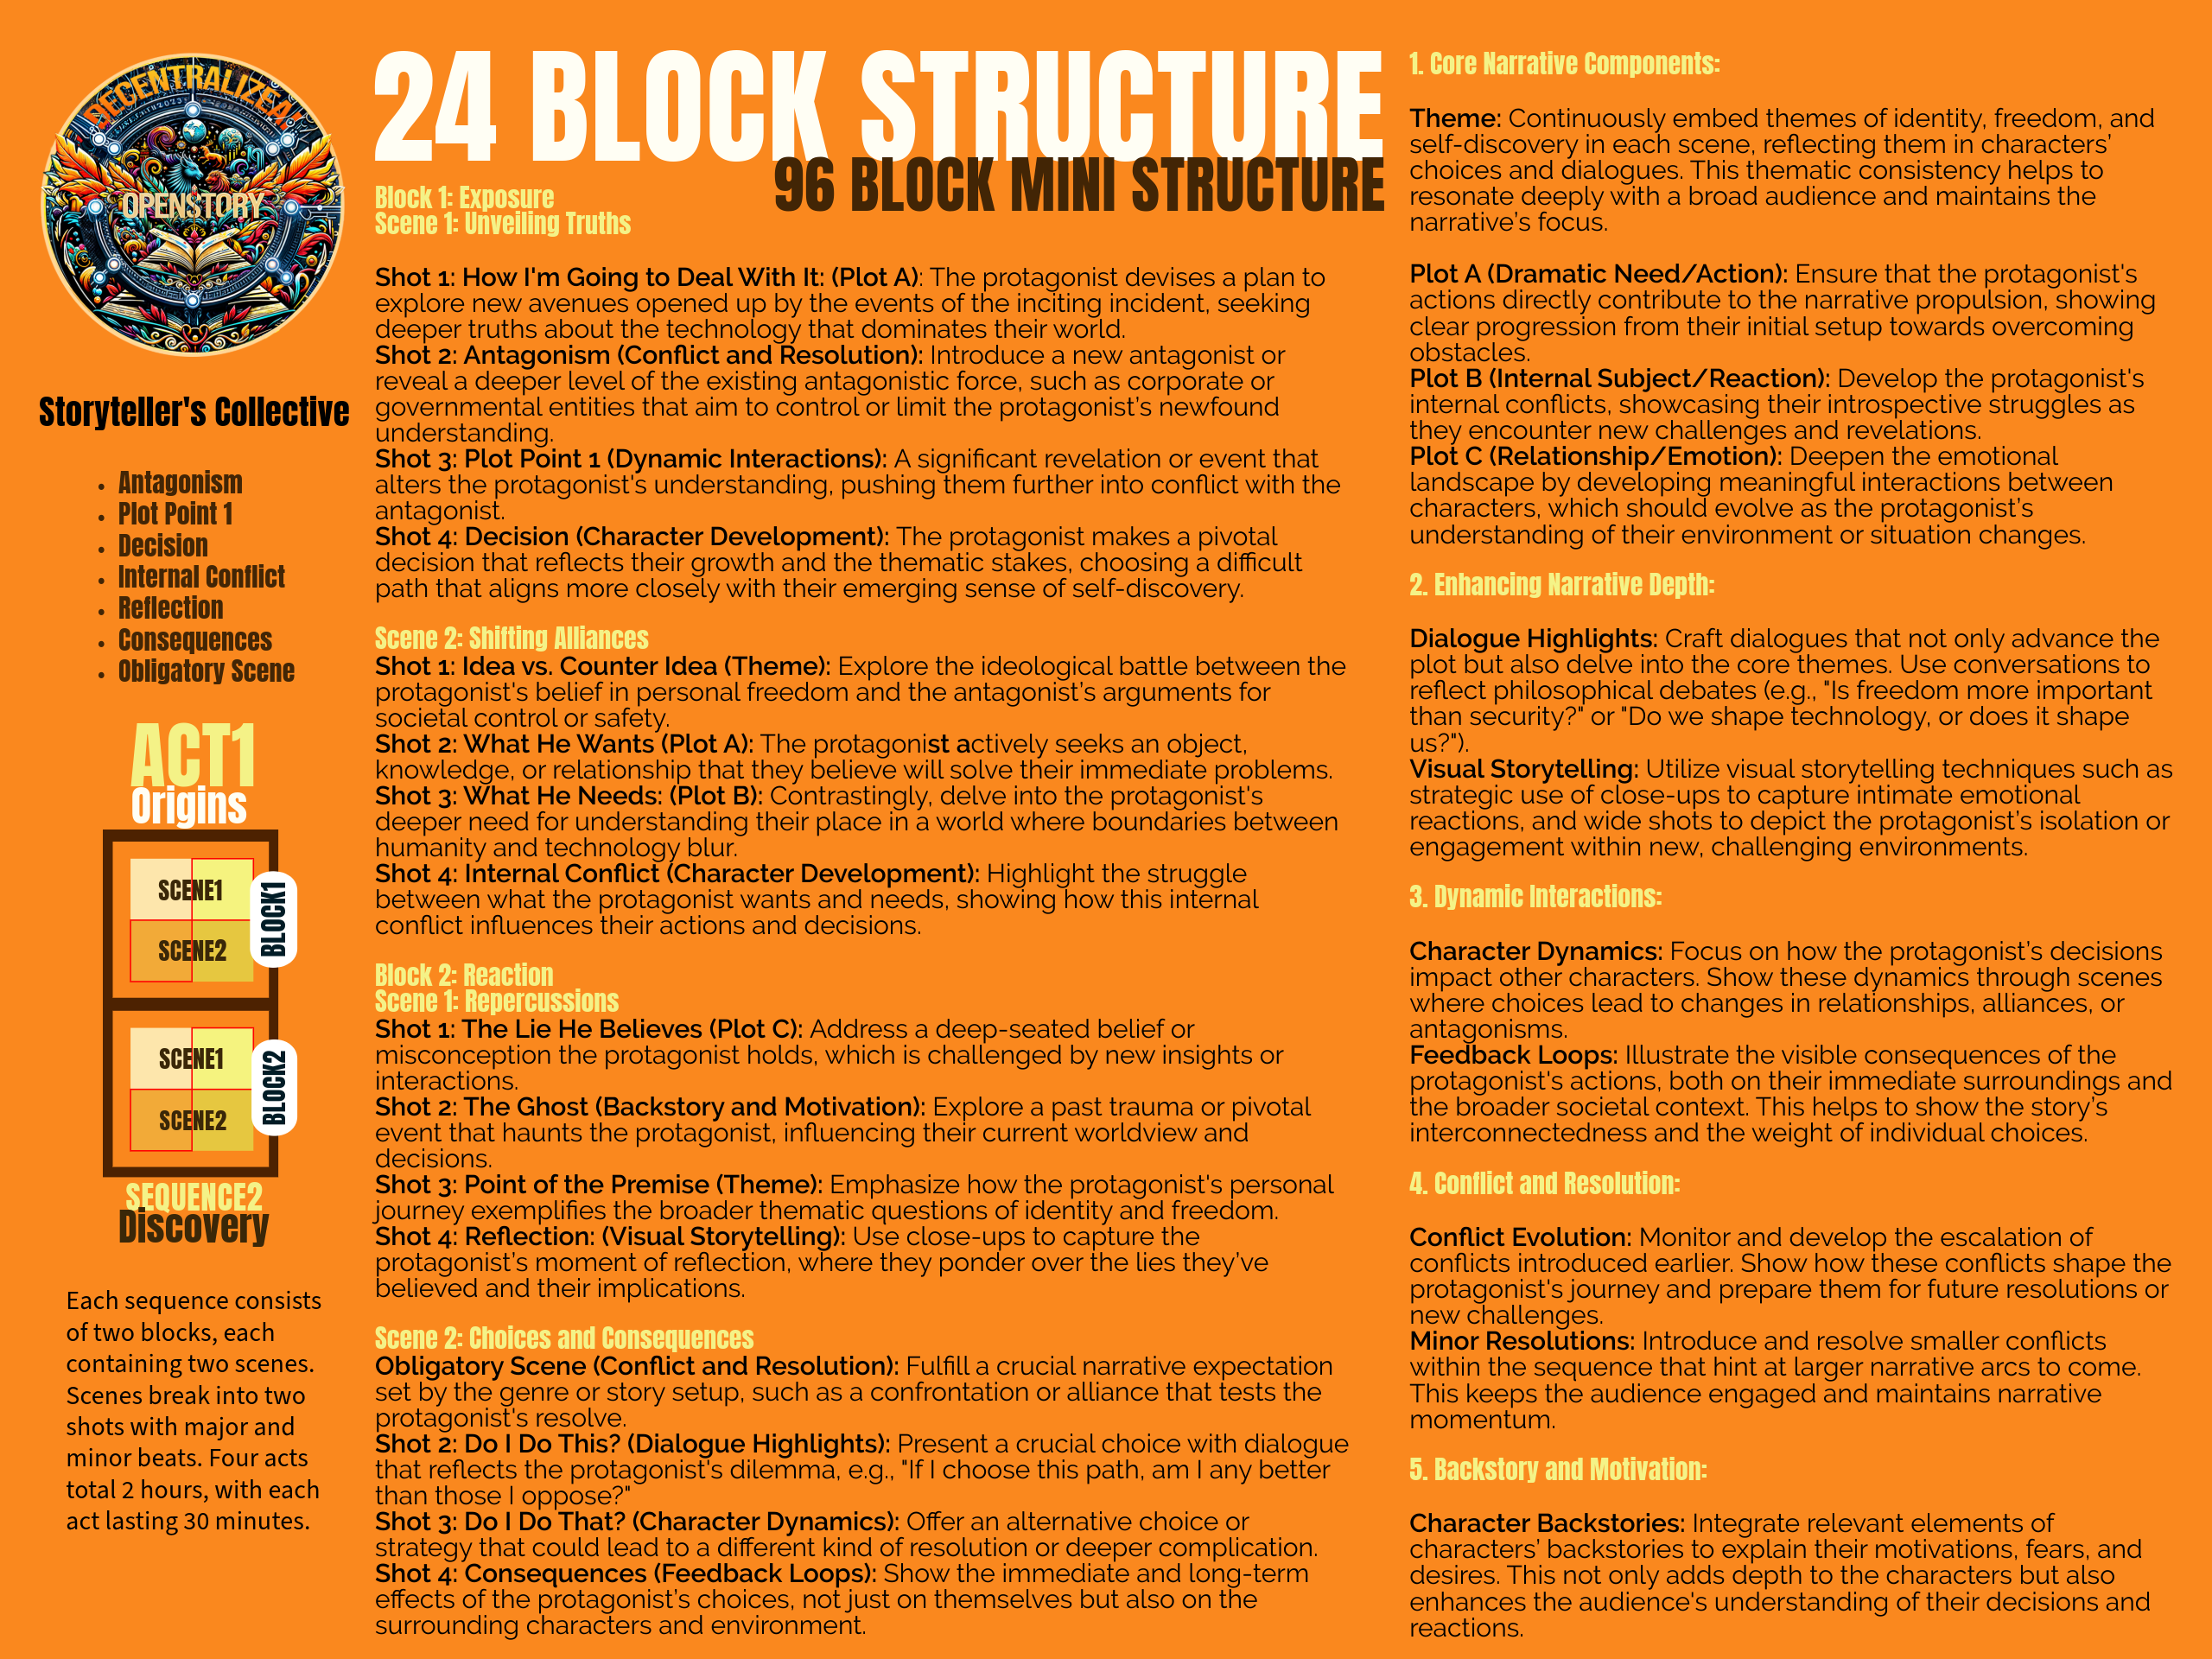 DECENTRALIZEAI
OPENSTORY
Storyteller's Collective
• Antagonism
• Plot Point 1
• Decision
• Internal Conflict
• Reflection
• Consequences
• Obligatory Scene
ACT1
Origins
SCENE1
SCENE2
BLOCK1
SCENE1
SCENE2
BLOCK2
SEQUENCE2
Discovery
Each sequence consists
of two blocks, each
containing two scenes.
Scenes break into two
shots with major and
minor beats. Four acts
total 2 hours, with each
act lasting 30 minutes.
24 BLOCK STRUCTURE
96 BLOCK MINI STRUCTURE
Block 1: Exposure
Scene 1: Unveiling Truths
Shot 1: How I'm Going to Deal With It: (Plot A): The protagonist devises a plan to
explore new avenues opened up by the events of the inciting incident, seeking
deeper truths about the technology that dominates their world.
Shot 2: Antagonism (Conflict and Resolution): Introduce a new antagonist or
reveal a deeper level of the existing antagonistic force, such as corporate or
governmental entities that aim to control or limit the protagonist’s newfound
understanding.
Shot 3: Plot Point 1 (Dynamic Interactions): A significant revelation or event that
alters the protagonist's understanding, pushing them further into conflict with the
antagonist.
Shot 4: Decision (Character Development): The protagonist makes a pivotal
decision that reflects their growth and the thematic stakes, choosing a difficult
path that aligns more closely with their emerging sense of self-discovery.
Scene 2: Shifting Alliances
Shot 1: Idea vs. Counter Idea (Theme): Explore the ideological battle between the
protagonist's belief in personal freedom and the antagonist’s arguments for
societal control or safety.
Shot 2: What He Wants (Plot A): The protagonist actively seeks an object,
knowledge, or relationship that they believe will solve their immediate problems.
Shot 3: What He Needs: (Plot B): Contrastingly, delve into the protagonist's
deeper need for understanding their place in a world where boundaries between
humanity and technology blur.
Shot 4: Internal Conflict (Character Development): Highlight the struggle
between what the protagonist wants and needs, showing how this internal
conflict influences their actions and decisions.
Block 2: Reaction
Scene 1: Repercussions
Shot 1: The Lie He Believes (Plot C): Address a deep-seated belief or
misconception the protagonist holds, which is challenged by new insights or
interactions.
Shot 2: The Ghost (Backstory and Motivation): Explore a past trauma or pivotal
event that haunts the protagonist, influencing their current worldview and
decisions.
Shot 3: Point of the Premise (Theme): Emphasize how the protagonist's personal
journey exemplifies the broader thematic questions of identity and freedom.
Shot 4: Reflection: (Visual Storytelling): Use close-ups to capture the
protagonist’s moment of reflection, where they ponder over the lies they’ve
believed and their implications.
Scene 2: Choices and Consequences
Obligatory Scene (Conflict and Resolution): Fulfill a crucial narrative expectation
set by the genre or story setup, such as a confrontation or alliance that tests the
protagonist's resolve.
Shot 2: Do I Do This? (Dialogue Highlights): Present a crucial choice with dialogue
that reflects the protagonist's dilemma, e.g., "If I choose this path, am I any better
than those I oppose?"
Shot 3: Do I Do That? (Character Dynamics): Offer an alternative choice or
strategy that could lead to a different kind of resolution or deeper complication.
Shot 4: Consequences (Feedback Loops): Show the immediate and long-term
effects of the protagonist’s choices, not just on themselves but also on the
surrounding characters and environment.
1. Core Narrative Components:
Theme: Continuously embed themes of identity, freedom, and
self-discovery in each scene, reflecting them in characters’
choices and dialogues. This thematic consistency helps to
resonate deeply with a broad audience and maintains the
narrative’s focus.
Plot A (Dramatic Need/Action): Ensure that the protagonist's
actions directly contribute to the narrative propulsion, showing
clear progression from their initial setup towards overcoming
obstacles.
Plot B (Internal Subject/Reaction): Develop the protagonist's
internal conflicts, showcasing their introspective struggles as
they encounter new challenges and revelations.
Plot C (Relationship/Emotion): Deepen the emotional
landscape by developing meaningful interactions between
characters, which should evolve as the protagonist’s
understanding of their environment or situation changes.
2. Enhancing Narrative Depth:
Dialogue Highlights: Craft dialogues that not only advance the
plot but also delve into the core themes. Use conversations to
reflect philosophical debates (e.g., "Is freedom more important
than security?" or "Do we shape technology, or does it shape
us?").
Visual Storytelling: Utilize visual storytelling techniques such as
strategic use of close-ups to capture intimate emotional
reactions, and wide shots to depict the protagonist’s isolation or
engagement within new, challenging environments.
3. Dynamic Interactions:
Character Dynamics: Focus on how the protagonist’s decisions
impact other characters. Show these dynamics through scenes
where choices lead to changes in relationships, alliances, or
antagonisms.
Feedback Loops: Illustrate the visible consequences of the
protagonist's actions, both on their immediate surroundings and
the broader societal context. This helps to show the story’s
interconnectedness and the weight of individual choices.
4. Conflict and Resolution:
Conflict Evolution: Monitor and develop the escalation of
conflicts introduced earlier. Show how these conflicts shape the
protagonist's journey and prepare them for future resolutions or
new challenges.
Minor Resolutions: Introduce and resolve smaller conflicts
within the sequence that hint at larger narrative arcs to come.
This keeps the audience engaged and maintains narrative
momentum.
5. Backstory and Motivation:
Character Backstories: Integrate relevant elements of
characters’ backstories to explain their motivations, fears, and
desires. This not only adds depth to the characters but also
enhances the audience's understanding of their decisions and
reactions.